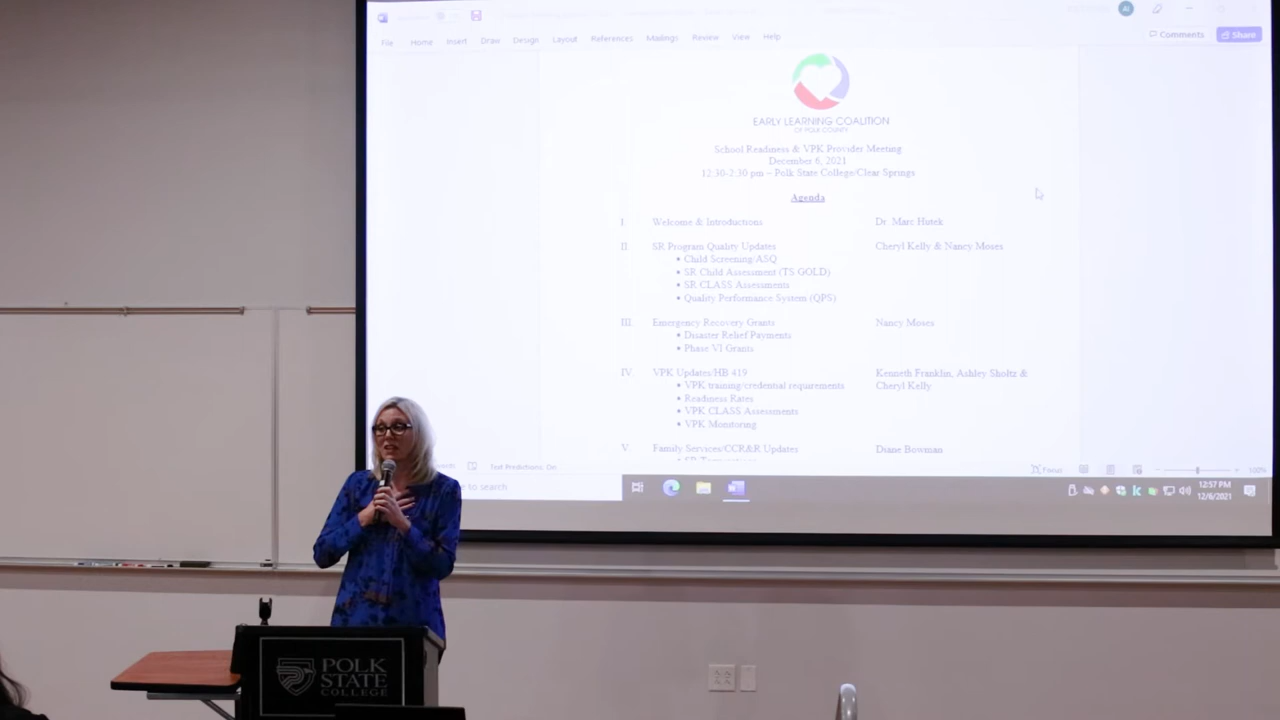 File Home Insert Draw Design Layout References Mailings Review View Help Comments Share
EARLY LEARNING COALITION
OF POLK COUNTY
School Readiness & VPK Provider Meeting
December 6, 2021
12:30-2:30 pm – Polk State College/Clear Springs
Agenda
I. Welcome & Introductions Dr. Marc Hutek
II. SR Program Quality Updates Cheryl Kelly & Nancy Moses
• Child Screening/ASQ
• SR Child Assessment (TS GOLD)
• SR CLASS Assessments
• Quality Performance System (QPS)
III. Emergency Recovery Grants Nancy Moses
• Disaster Relief Payments
• Phase VI Grants
IV. VPK Updates/HB 419 Kenneth Franklin, Ashley Sholtz &
• VPK training/credential requirements Cheryl Kelly
• Readiness Rates
• VPK CLASS Assessments
• VPK Monitoring
V. Family Services/CCR&R Updates Diane Bowman
Text Predictions: On Focus 100%
e to search 12:57 PM
12/6/2021
POLK
STATE
COLLEGE